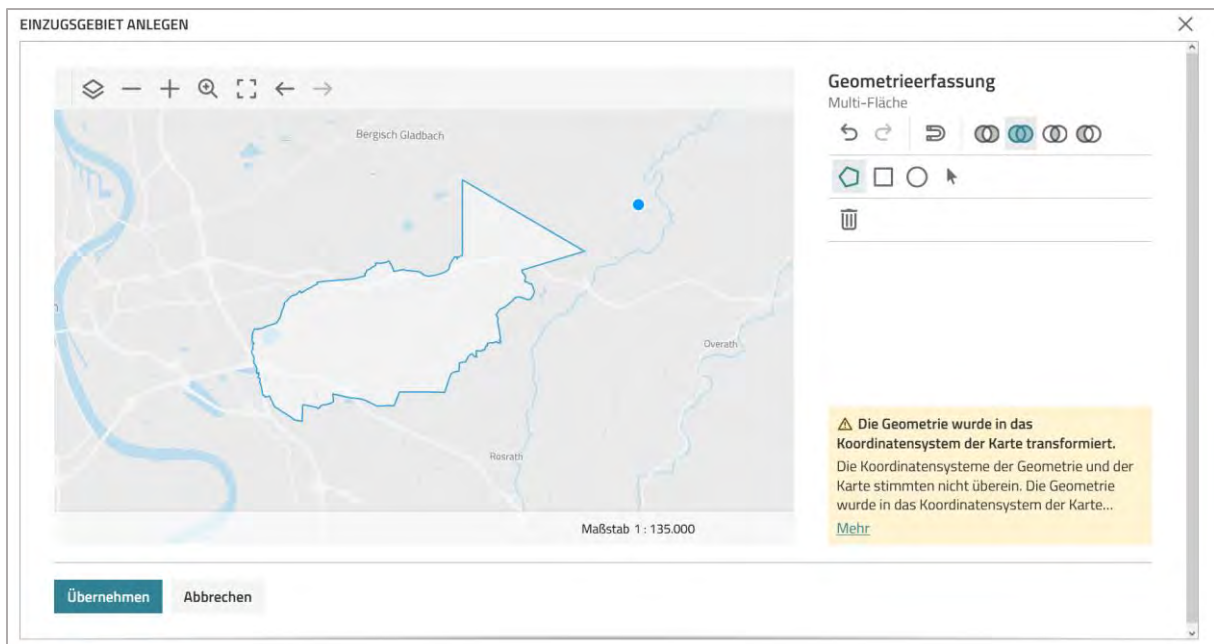 EINZUGSGEBIET ANLEGEN
Bergisch Gladbach
Overath
Rosrath
Maßstab 1 : 135.000
Geometrieerfassung
Multi-Fläche
⚠ Die Geometrie wurde in das
Koordinatensystem der Karte transformiert.
Die Koordinatensysteme der Geometrie und der
Karte stimmten nicht überein. Die Geometrie
wurde in das Koordinatensystem der Karte...
Mehr
Übernehmen
Abbrechen